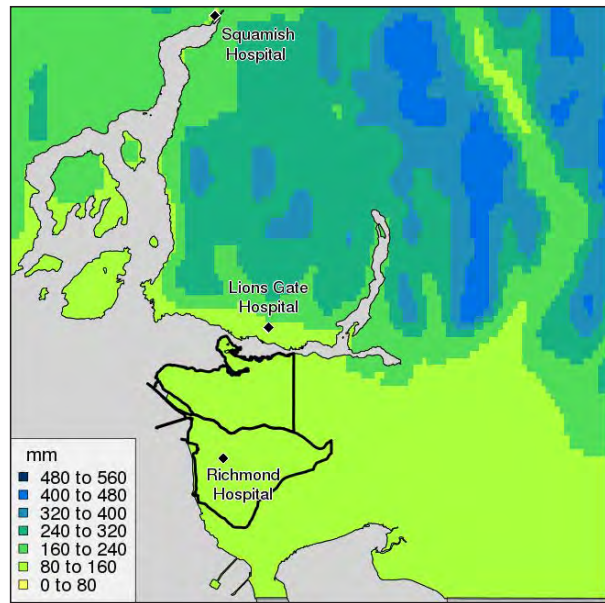 Squamish
Hospital
Lions Gate
Hospital
Richmond
Hospital
mm
480 to 560
400 to 480
320 to 400
240 to 320
160 to 240
80 to 160
0 to 80